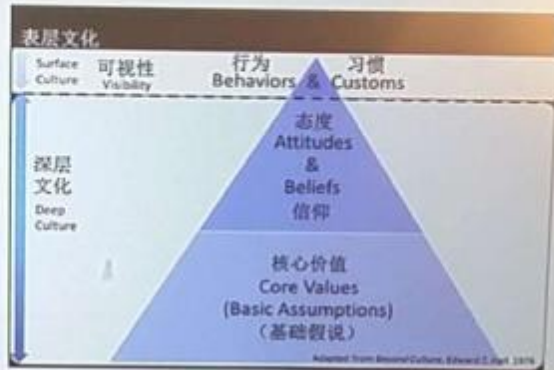 表层文化
Surface
Culture
可视性
Visibility
行为
Behaviors
&
习惯
Customs
态度
Attitudes
&
Beliefs
信仰
深层
文化
Deep
Culture
核心价值
Core Values
(Basic Assumptions)
（基础假说）
Adapted from Beyond Culture, Edward T. Hall 1976